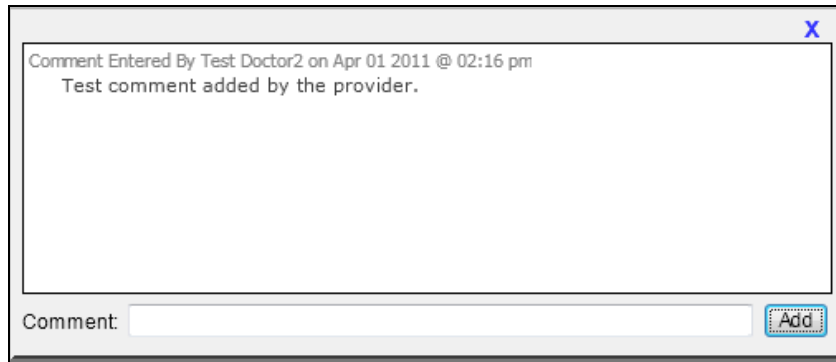 X
Comment Entered By Test Doctor2 on Apr 01 2011 @ 02:16 pm
Test comment added by the provider.
Comment: Add